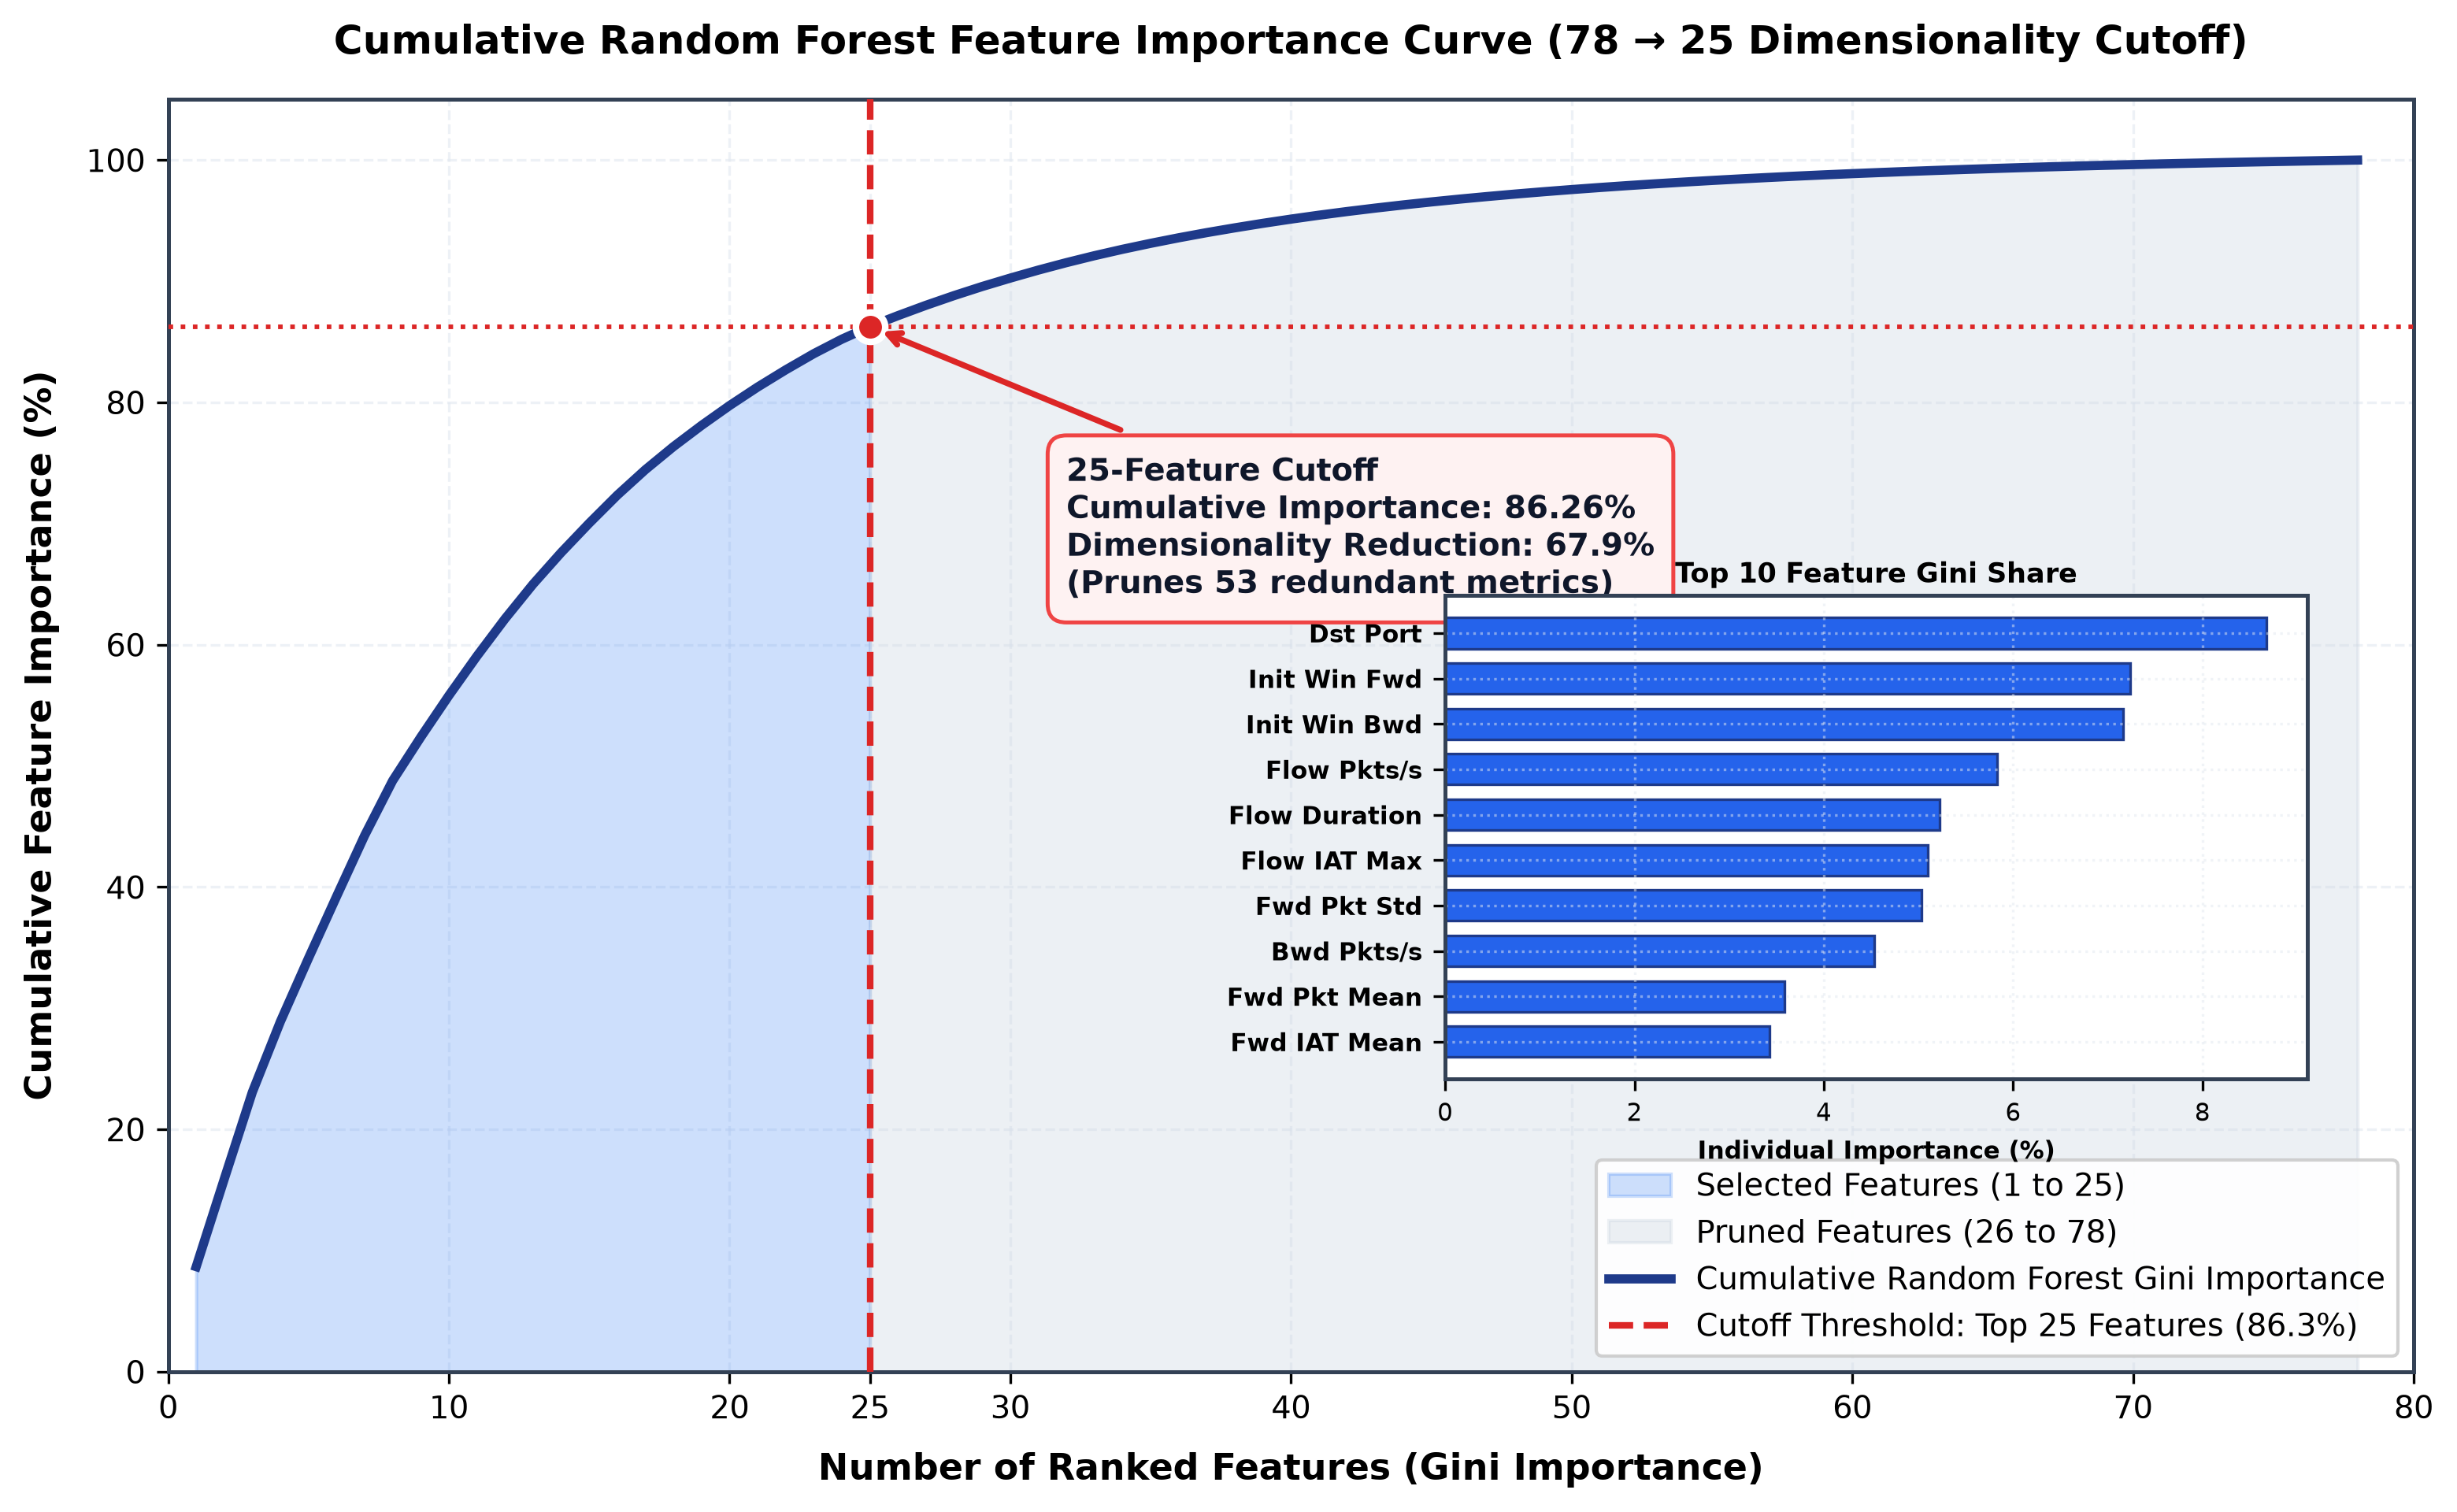 Cumulative Random Forest Feature Importance Curve (78 → 25 Dimensionality Cutoff)
Cumulative Feature Importance (%)
100
80
60
40
20
0
25-Feature Cutoff
Cumulative Importance: 86.26%
Dimensionality Reduction: 67.9%
(Prunes 53 redundant metrics)
Top 10 Feature Gini Share
Dst Port
Init Win Fwd
Init Win Bwd
Flow Pkts/s
Flow Duration
Flow IAT Max
Fwd Pkt Std
Bwd Pkts/s
Fwd Pkt Mean
Fwd IAT Mean
0 2 4 6 8
Individual Importance (%)
Selected Features (1 to 25)
Pruned Features (26 to 78)
Cumulative Random Forest Gini Importance
Cutoff Threshold: Top 25 Features (86.3%)
0 10 20 25 30 40 50 60 70 80
Number of Ranked Features (Gini Importance)